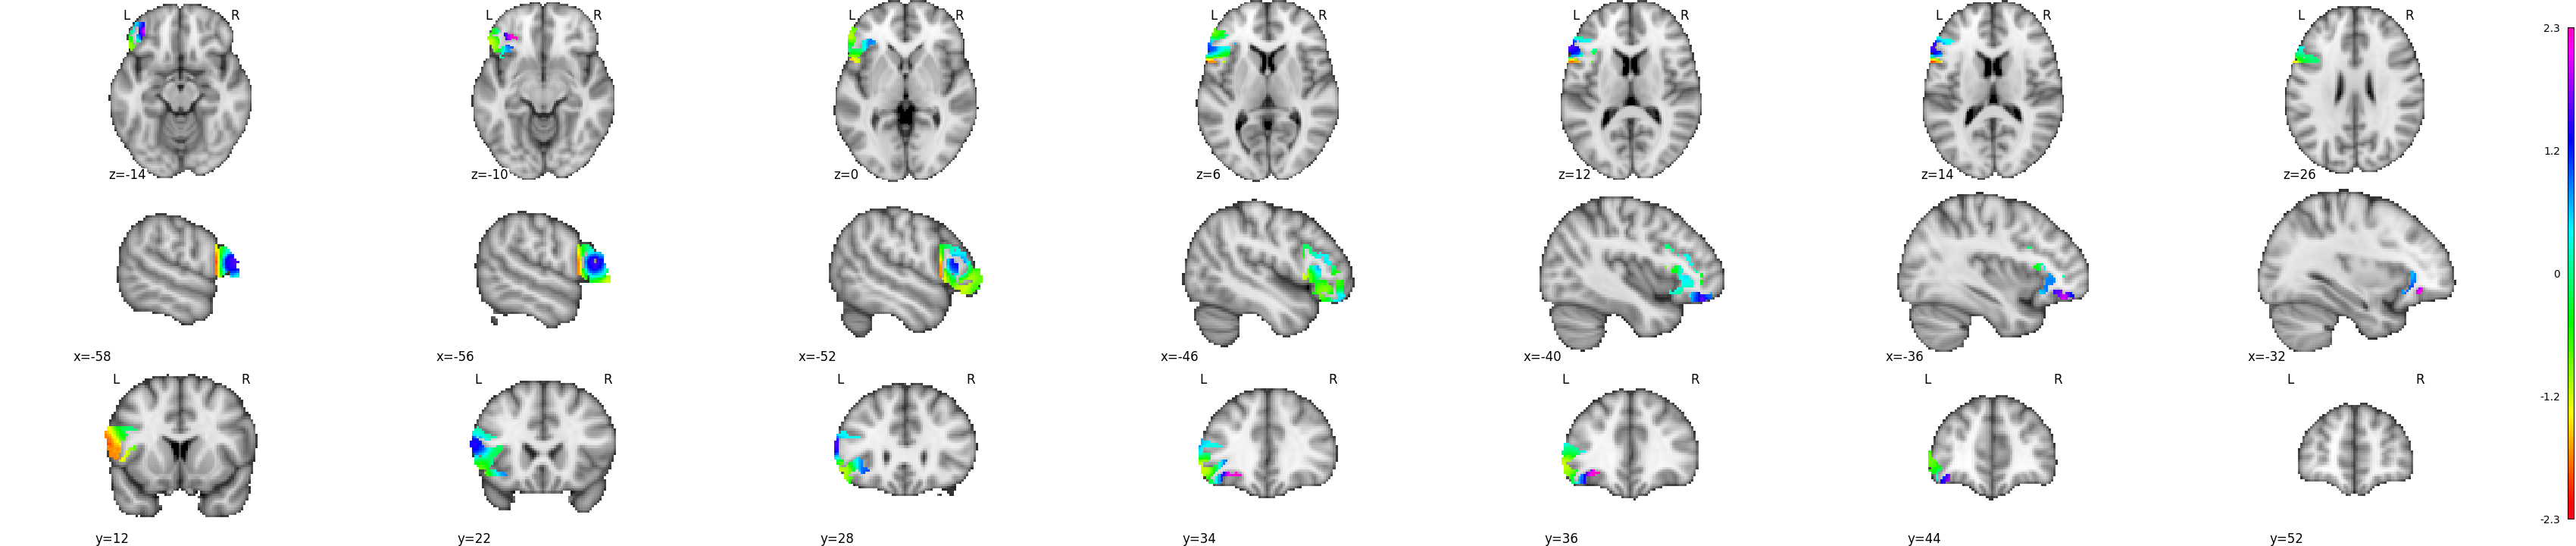 L R L R L R L R L R L R L R
2.3
z=-14 z=-10 z=0 z=6 z=12 z=14 z=26
1.2
0
x=-58 x=-56 x=-52 x=-46 x=-40 x=-36 x=-32
L R L R L R L R L R L R L R
-1.2
-2.3
y=12 y=22 y=28 y=34 y=36 y=44 y=52